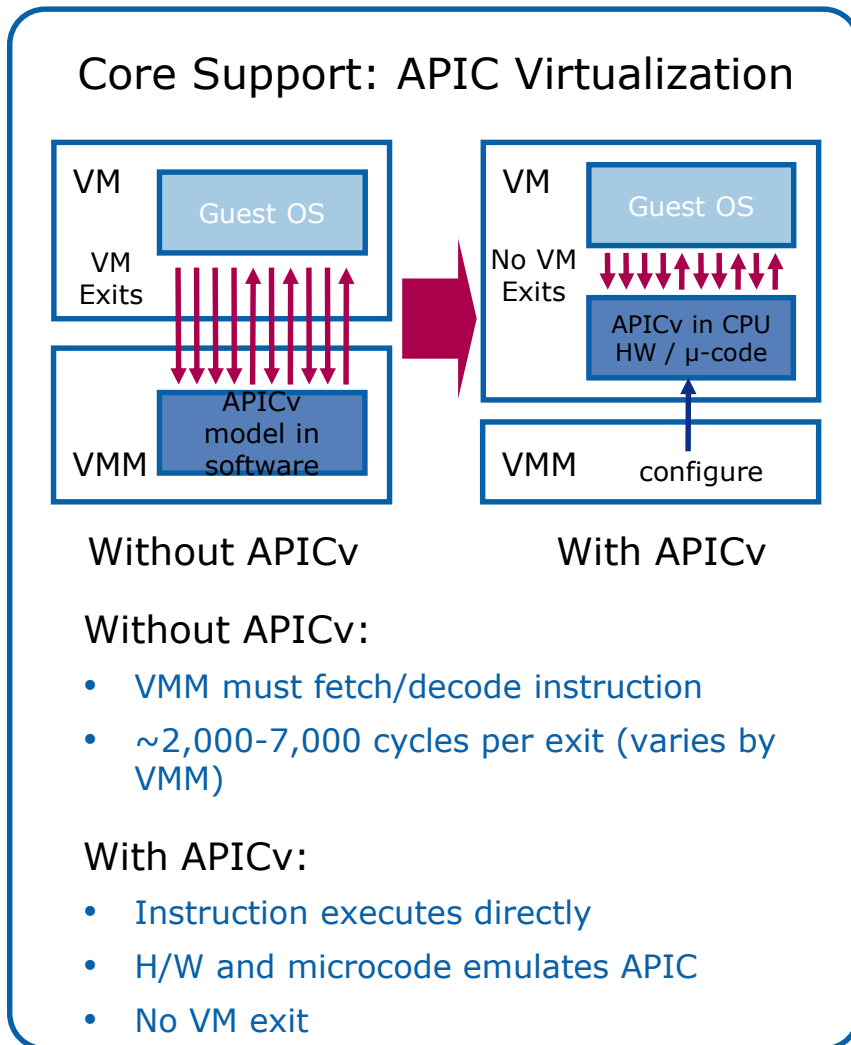 Core Support: APIC Virtualization
VM
Guest OS
VM
Exits
APICv
model in
software
VMM
Without APICv
VM
Guest OS
No VM
Exits
APICv in CPU
HW / μ-code
VMM
configure
With APICv
Without APICv:
• VMM must fetch/decode instruction
• ~2,000-7,000 cycles per exit (varies by
VMM)
With APICv:
• Instruction executes directly
• H/W and microcode emulates APIC
• No VM exit